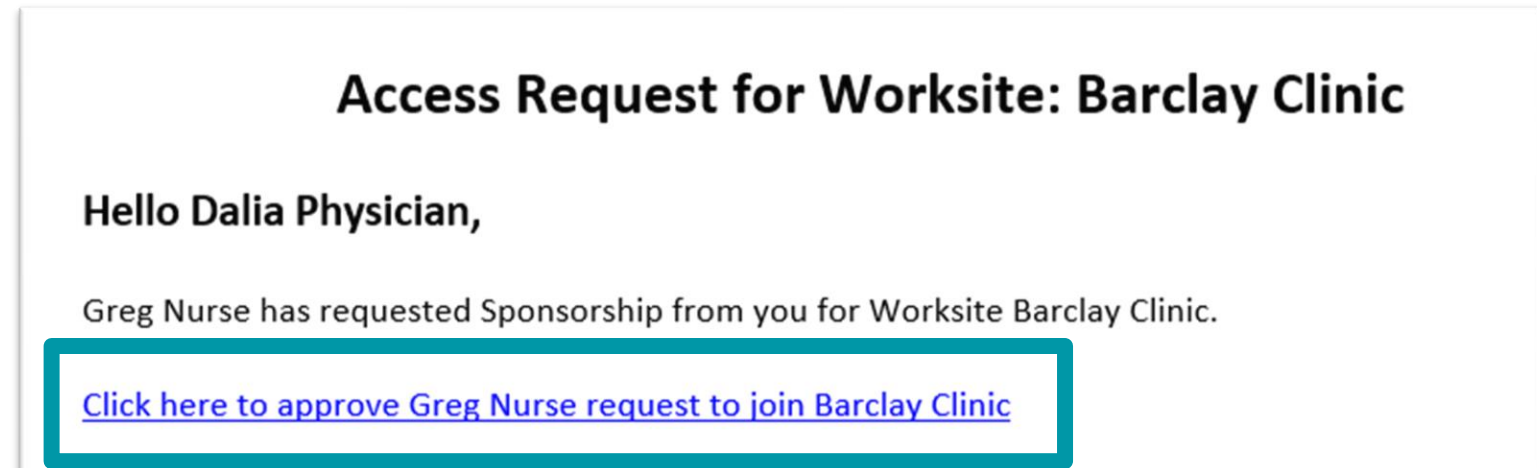 Access Request for Worksite: Barclay Clinic
Hello Dalia Physician,
Greg Nurse has requested Sponsorship from you for Worksite Barclay Clinic.
Click here to approve Greg Nurse request to join Barclay Clinic